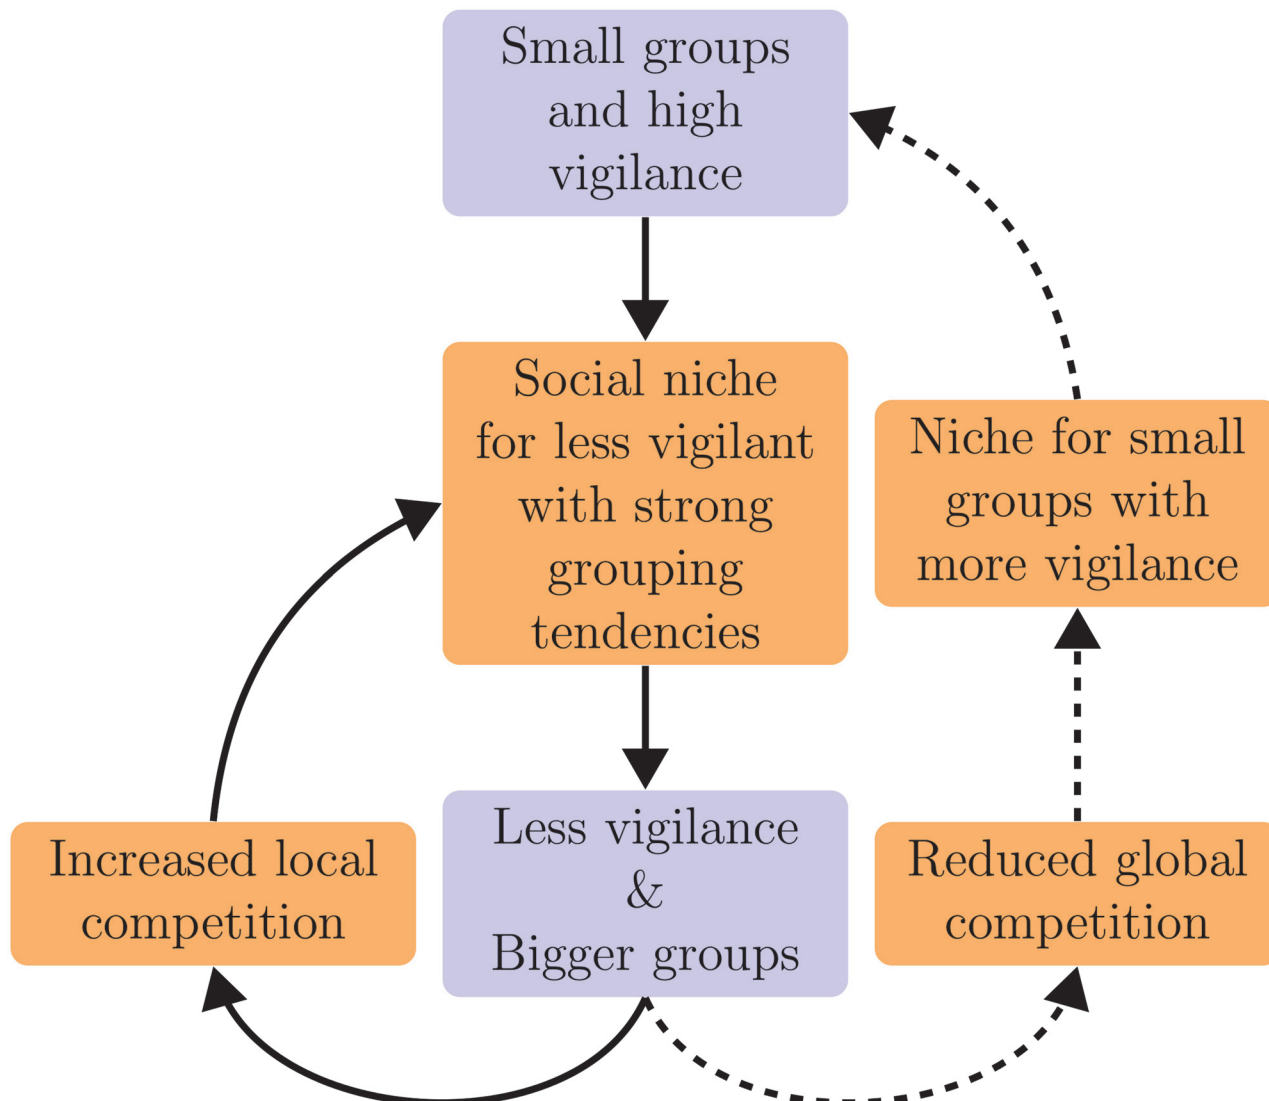 Small groups
and high
vigilance
Social niche
for less vigilant
with strong
grouping
tendencies
Niche for small
groups with
more vigilance
Increased local
competition
Less vigilance
&
Bigger groups
Reduced global
competition